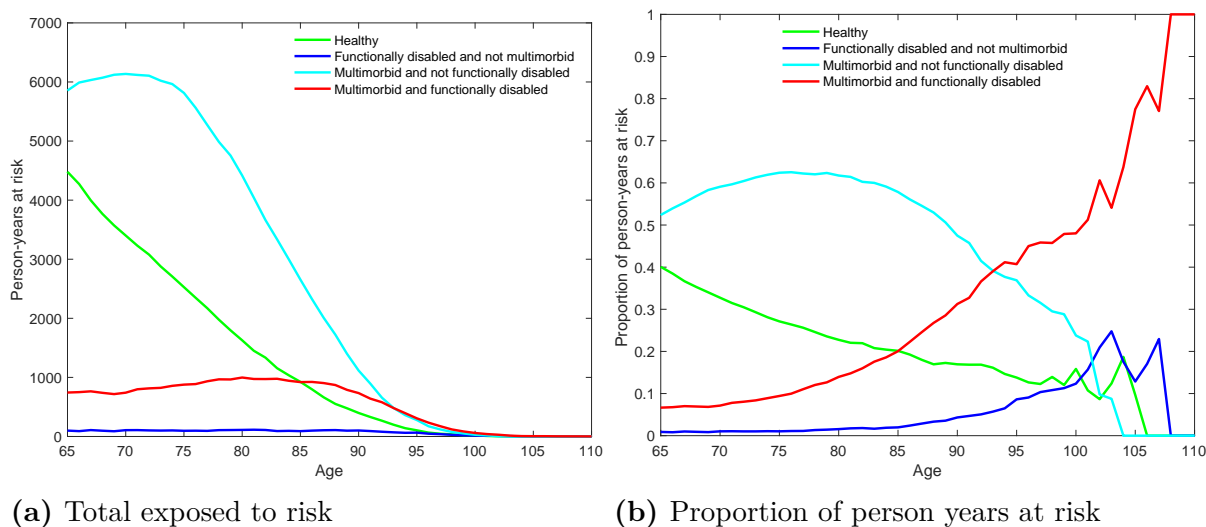 7000
6000
5000
4000
3000
2000
1000
0
Person-years at risk
Healthy
Functionally disabled and not multimorbid
Multimorbid and not functionally disabled
Multimorbid and functionally disabled
65 70 75 80 85 90 95 100 105 110
Age
(a) Total exposed to risk
1
0.9
0.8
0.7
0.6
0.5
0.4
0.3
0.2
0.1
0
Proportion of person-years at risk
Healthy
Functionally disabled and not multimorbid
Multimorbid and not functionally disabled
Multimorbid and functionally disabled
65 70 75 80 85 90 95 100 105 110
Age
(b) Proportion of person years at risk